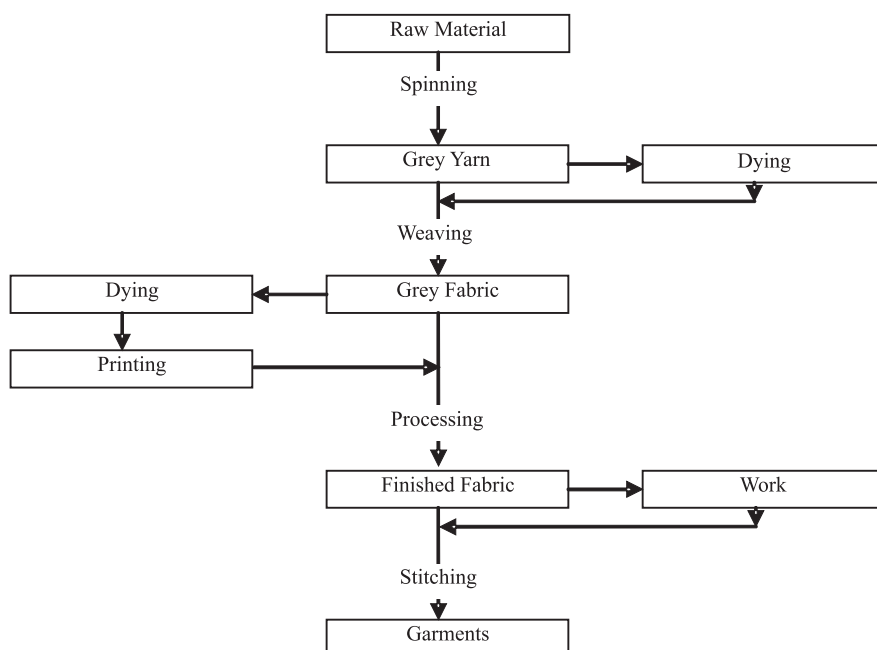 Raw Material
Spinning
Grey Yarn
Dying
Weaving
Dying
Grey Fabric
Printing
Processing
Finished Fabric
Work
Stitching
Garments